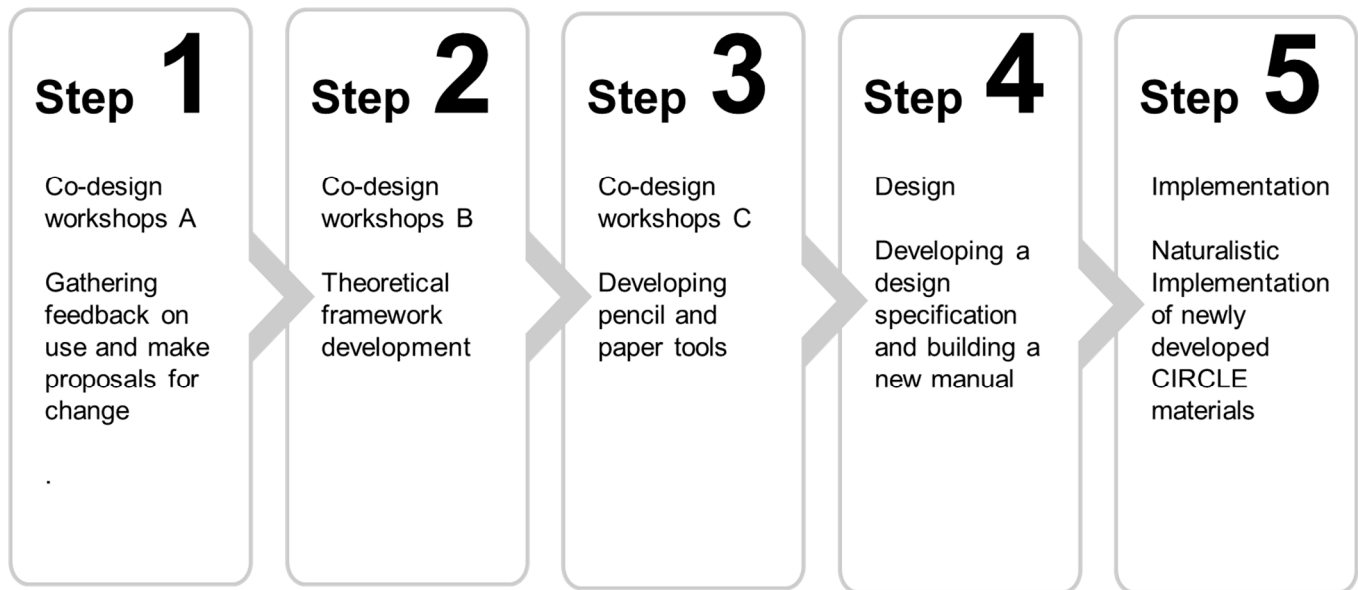 Step 1
Co-design
workshops A
Gathering
feedback on
use and make
proposals for
change
.
Step 2
Co-design
workshops B
Theoretical
framework
development
Step 3
Co-design
workshops C
Developing
pencil and
paper tools
Step 4
Design
Developing a
design
specification
and building a
new manual
Step 5
Implementation
Naturalistic
Implementation
of newly
developed
CIRCLE
materials